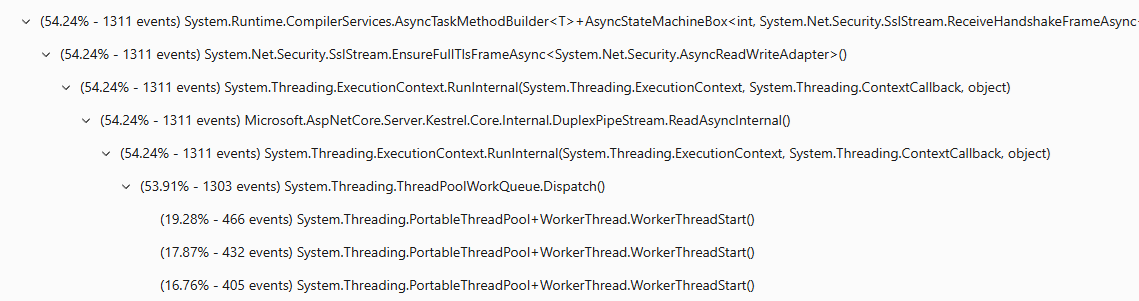 (54.24% - 1311 events) System.Runtime.CompilerServices.AsyncTaskMethodBuilder<T>+AsyncStateMachineBox<int, System.Net.Security.SslStream.ReceiveHandshakeFrameAsync
(54.24% - 1311 events) System.Net.Security.SslStream.EnsureFullTlsFrameAsync<System.Net.Security.AsyncReadWriteAdapter>()
(54.24% - 1311 events) System.Threading.ExecutionContext.RunInternal(System.Threading.ExecutionContext, System.Threading.ContextCallback, object)
(54.24% - 1311 events) Microsoft.AspNetCore.Server.Kestrel.Core.Internal.DuplexPipeStream.ReadAsyncInternal()
(54.24% - 1311 events) System.Threading.ExecutionContext.RunInternal(System.Threading.ExecutionContext, System.Threading.ContextCallback, object)
(53.91% - 1303 events) System.Threading.ThreadPoolWorkQueue.Dispatch()
(19.28% - 466 events) System.Threading.PortableThreadPool+WorkerThread.WorkerThreadStart()
(17.87% - 432 events) System.Threading.PortableThreadPool+WorkerThread.WorkerThreadStart()
(16.76% - 405 events) System.Threading.PortableThreadPool+WorkerThread.WorkerThreadStart()